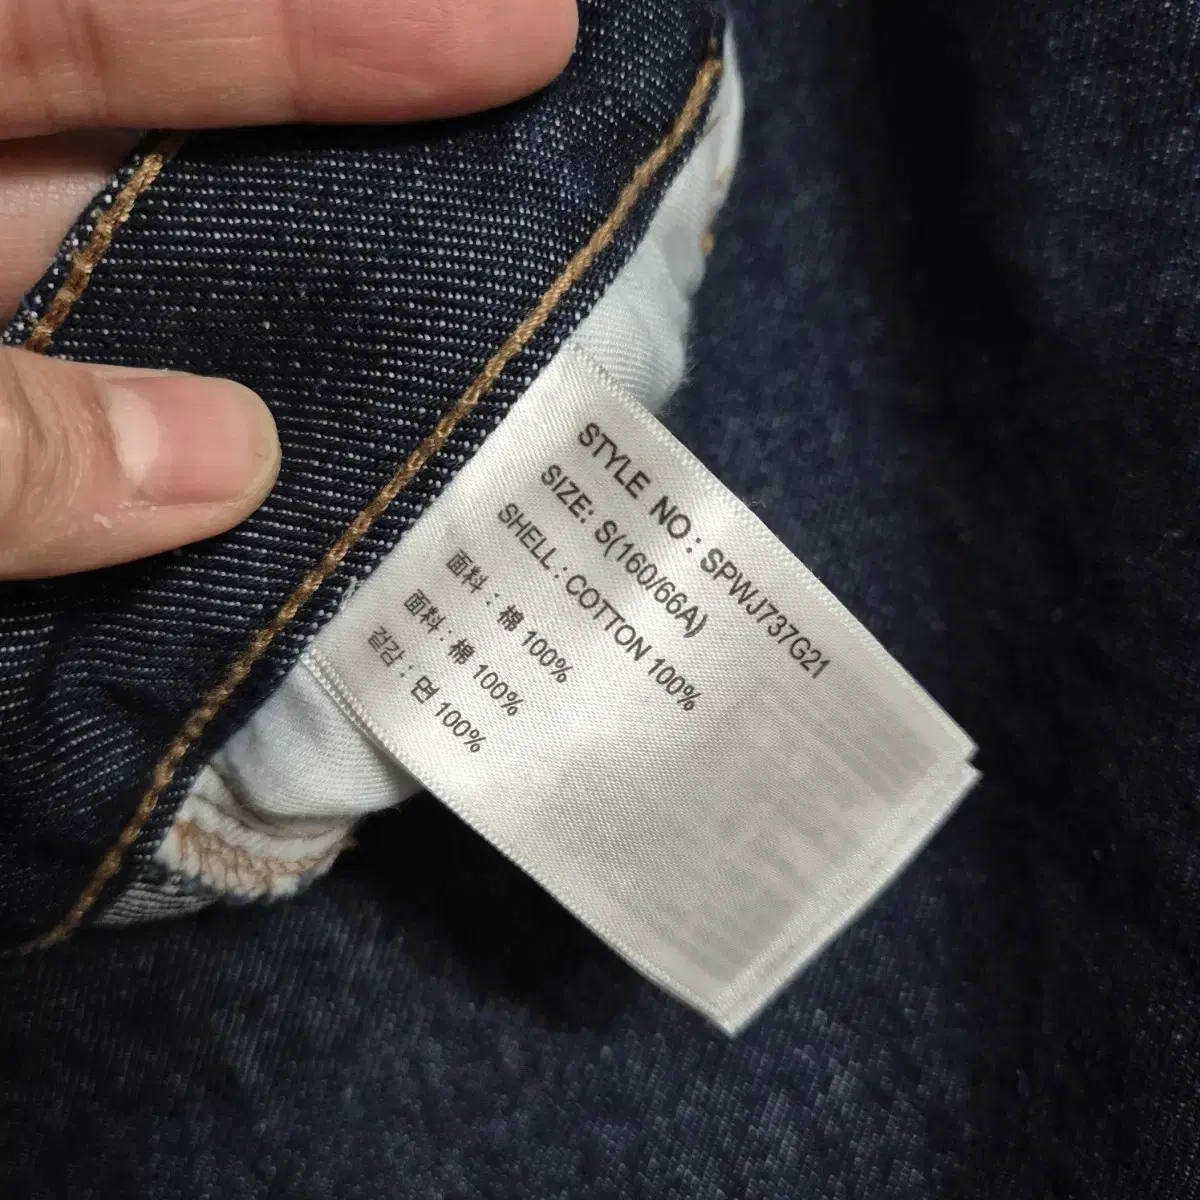 STYLE NO: SPWJ737G21
SIZE: S(160/66A)
SHELL : COTTON 100%
面料 : 棉 100%
面料 : 棉 100%
겉감 : 면 100%